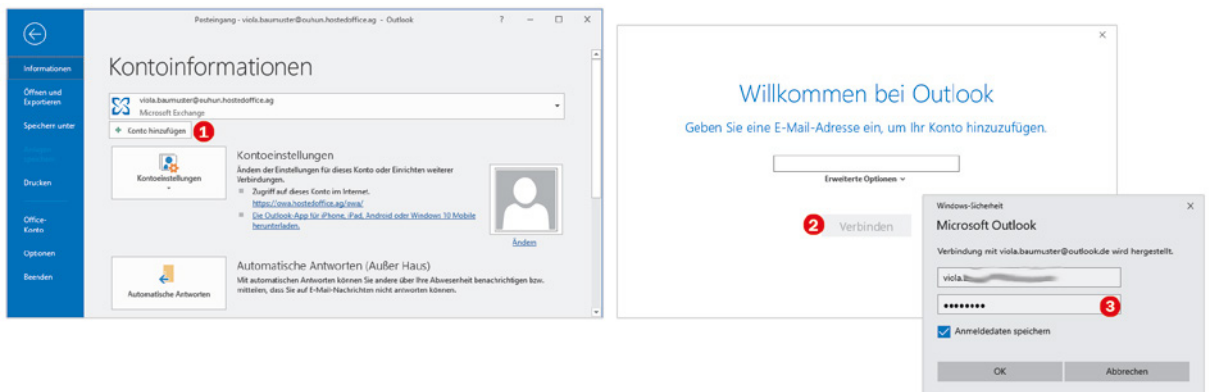 Posteingang - viola.baumuster@ouhun.hostedoffice.ag - Outlook
?
Informationen
Öffnen und
Exportieren
Speichern unter
Drucken
Office-
Konto
Optionen
Beenden
Kontoinformationen
viola.baumuster@ouhun.hostedoffice.ag
Microsoft Exchange
+ Konto hinzufügen 1
Kontoeinstellungen
Kontoeinstellungen
Ändern der Einstellungen für dieses Konto oder Einrichten weiterer
Verbindungen.
Zugriff auf dieses Konto im Internet.
https://owa.hostedoffice.ag/owa/
Die Outlook-App für iPhone, iPad, Android oder Windows 10 Mobile
herunterladen.
Ändern
Automatische Antworten
Automatische Antworten (Außer Haus)
Mit automatischen Antworten können Sie andere über Ihre Abwesenheit benachrichtigen bzw.
mitteilen, dass Sie auf E-Mail-Nachrichten nicht antworten können.
Willkommen bei Outlook
Geben Sie eine E-Mail-Adresse ein, um Ihr Konto hinzuzufügen.
Erweiterte Optionen
2 Verbinden
Windows-Sicherheit
Microsoft Outlook
Verbindung mit viola.baumuster@outlook.de wird hergestellt.
viola.b
•••••••• 3
Anmeldedaten speichern
OK
Abbrechen